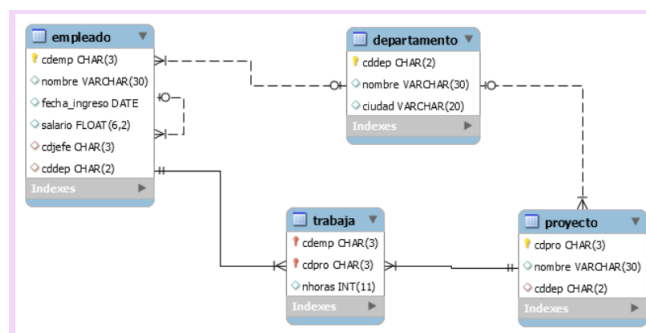 empleado
cdemp CHAR(3)
nombre VARCHAR(30)
fecha_ingreso DATE
salario FLOAT(6,2)
cdjefe CHAR(3)
cddep CHAR(2)
Indexes
departamento
cddep CHAR(2)
nombre VARCHAR(30)
ciudad VARCHAR(20)
Indexes
trabaja
cdemp CHAR(3)
cdpro CHAR(3)
nhoras INT(11)
Indexes
proyecto
cdpro CHAR(3)
nombre VARCHAR(30)
cddep CHAR(2)
Indexes